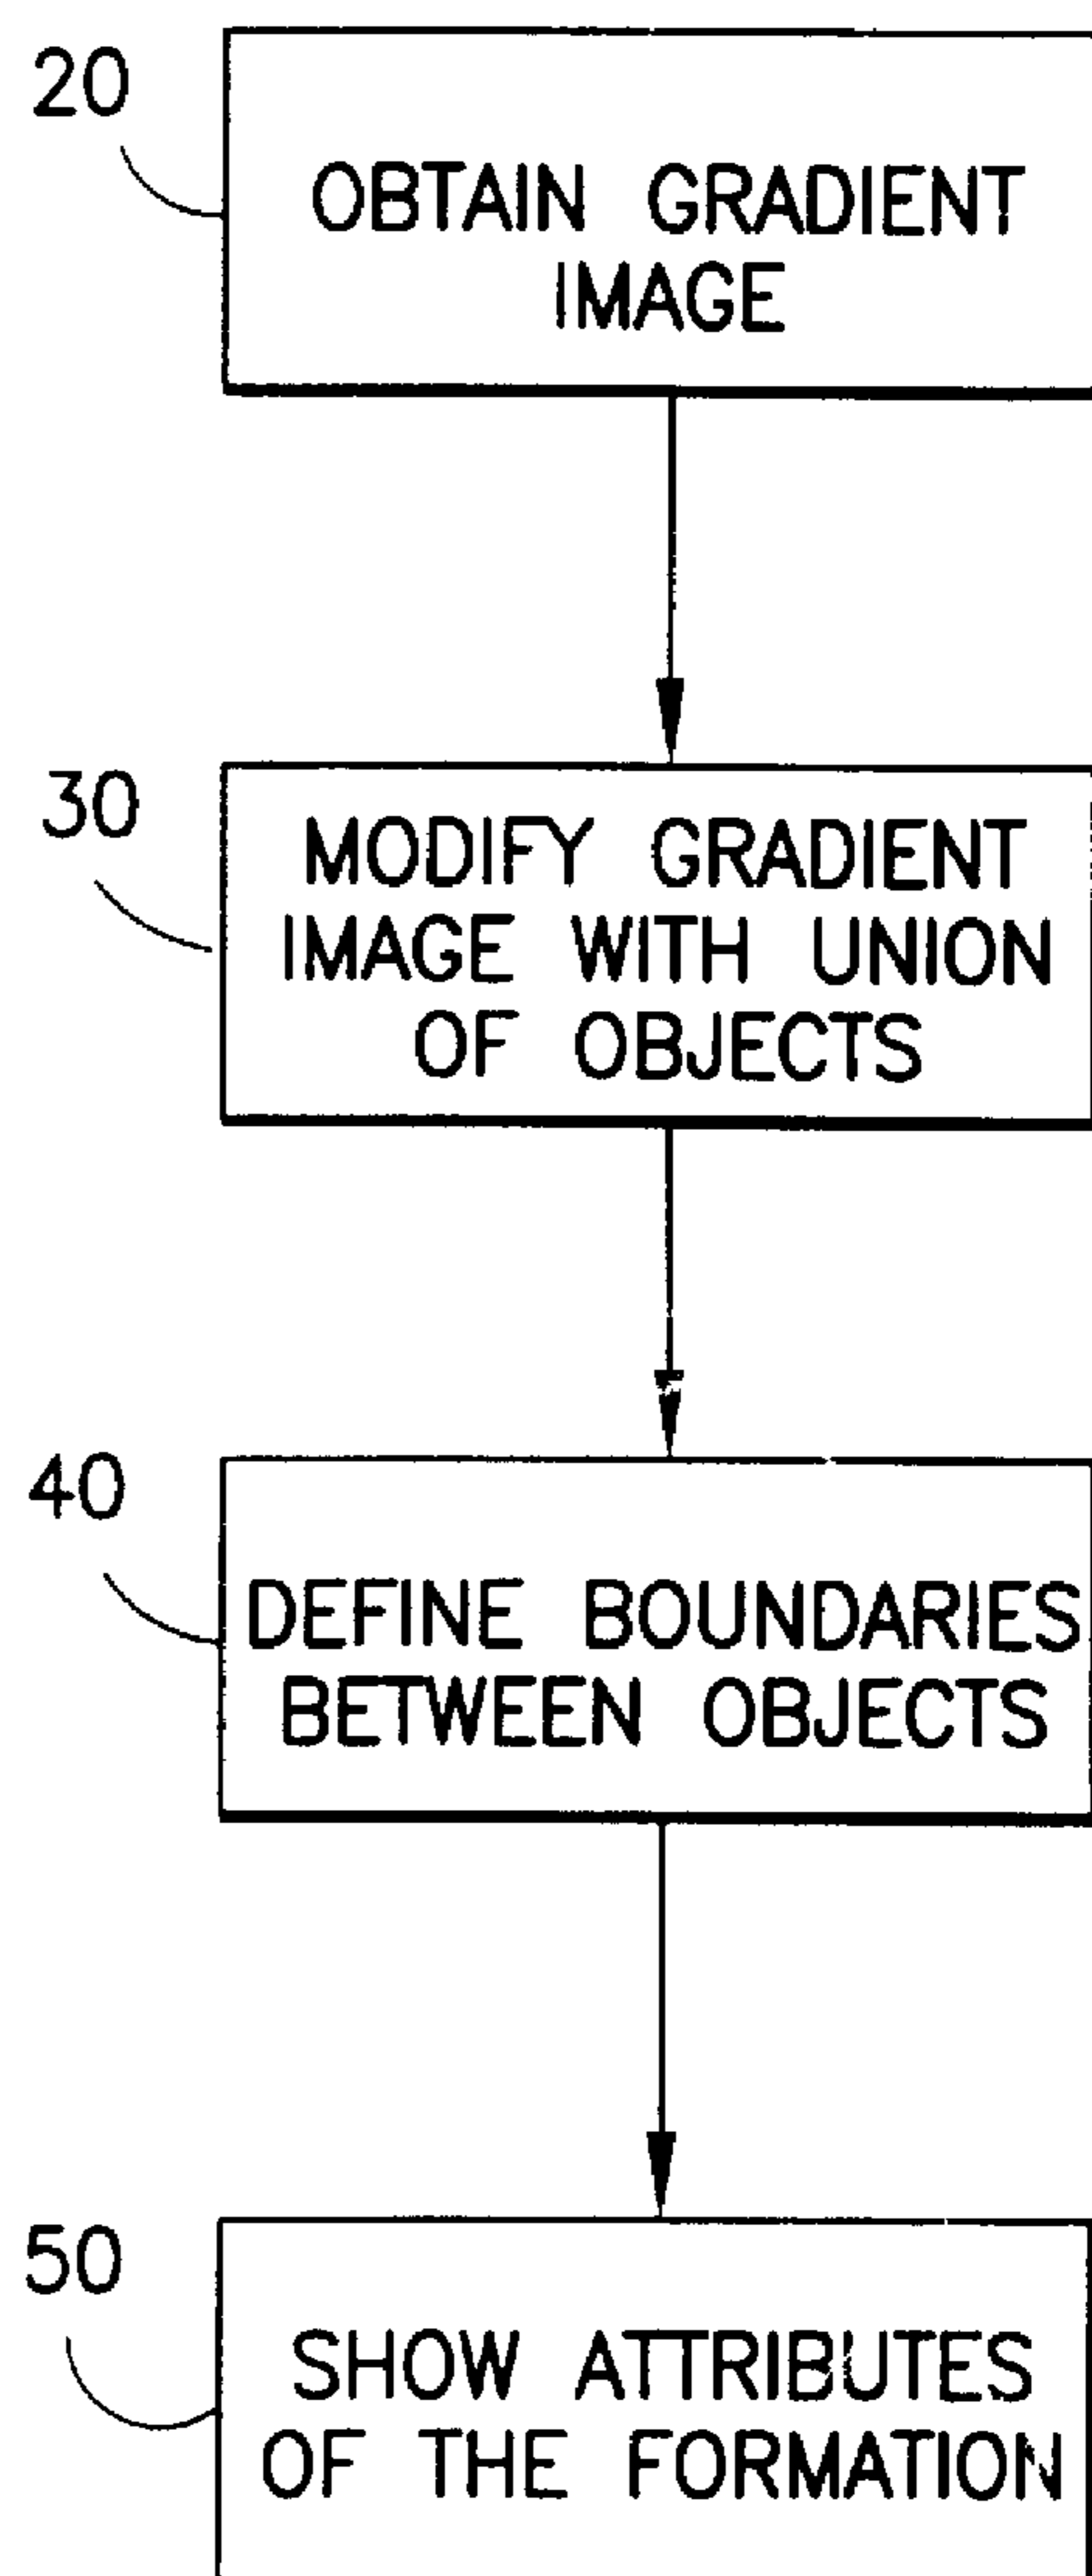 20
OBTAIN GRADIENT
IMAGE
30
MODIFY GRADIENT
IMAGE WITH UNION
OF OBJECTS
40
DEFINE BOUNDARIES
BETWEEN OBJECTS
50
SHOW ATTRIBUTES
OF THE FORMATION